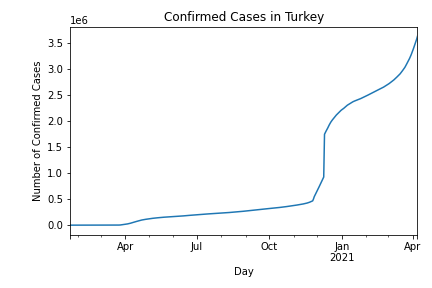 Confirmed Cases in Turkey
1e6
3.5
3.0
2.5
2.0
1.5
1.0
0.5
0.0
Number of Confirmed Cases
Apr Jul Oct Jan Apr
2021
Day